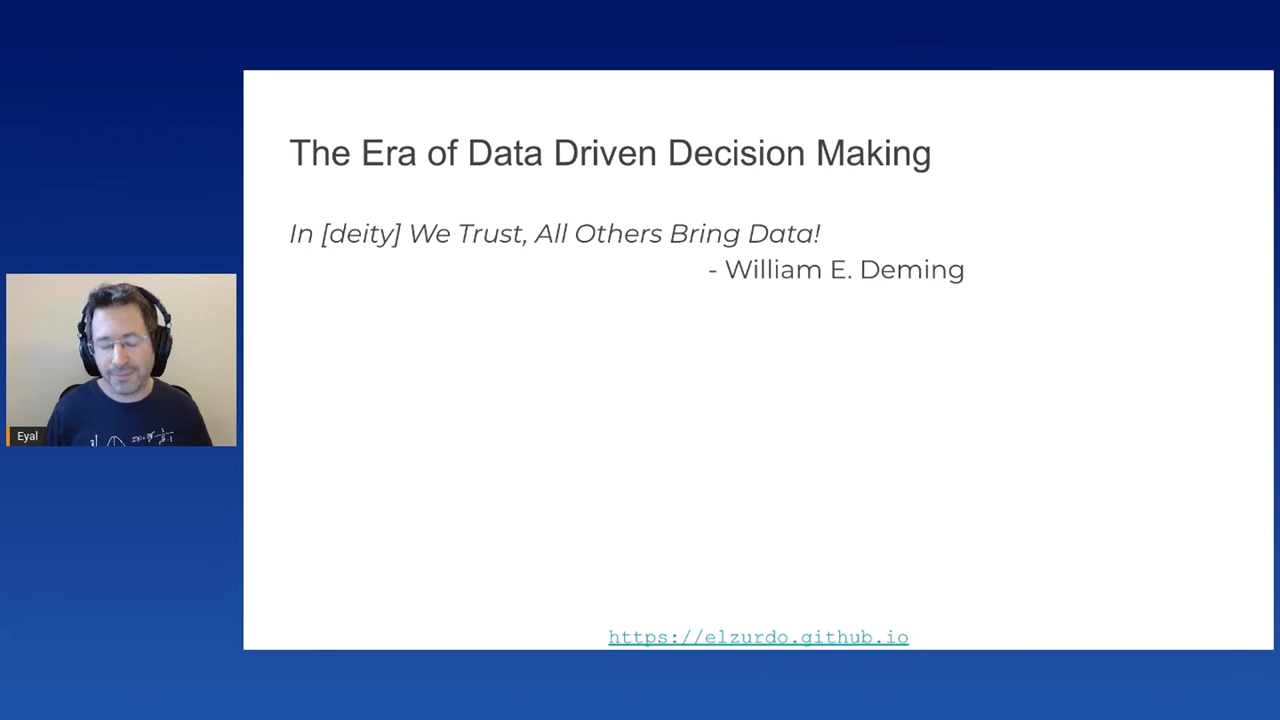 The Era of Data Driven Decision Making
In [deity] We Trust, All Others Bring Data!
- William E. Deming
Eyal
https://elzurdo.github.io